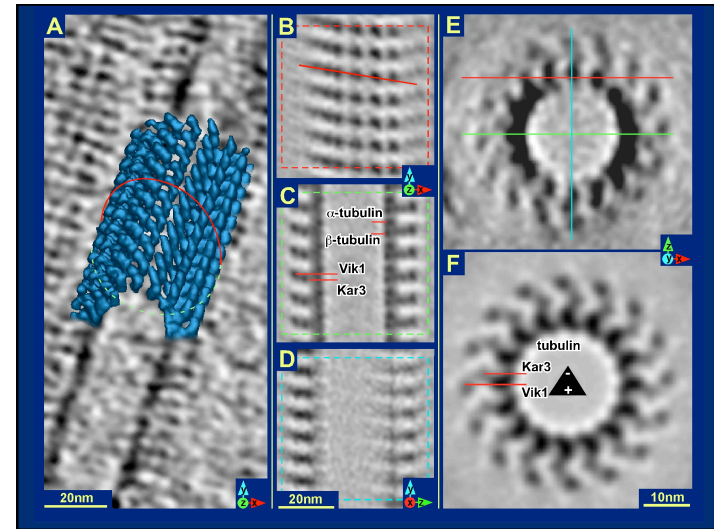 A
B
y
z x
C
α-tubulin
β-tubulin
Vik1
Kar3
D
y
z x
20nm
y
x z
20nm
E
z
y x
F
tubulin
Kar3
-
+
Vik1
10nm